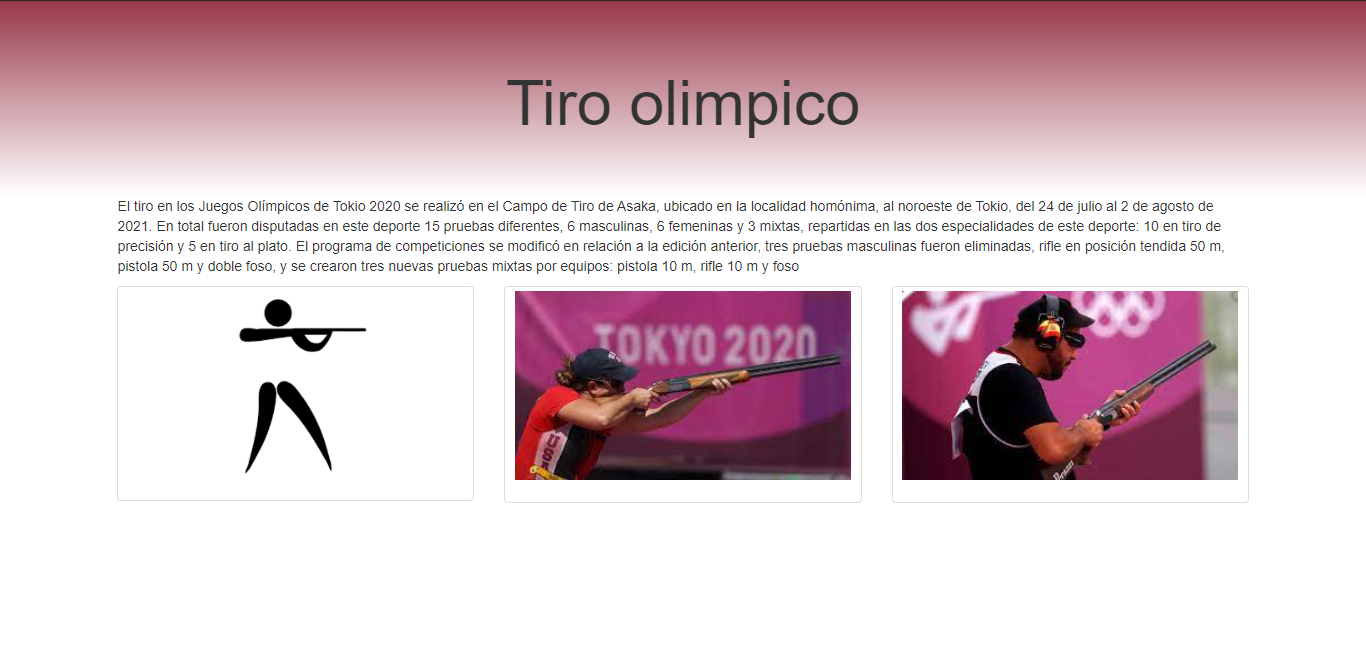 Tiro olimpico
El tiro en los Juegos Olímpicos de Tokio 2020 se realizó en el Campo de Tiro de Asaka, ubicado en la localidad homónima, al noroeste de Tokio, del 24 de julio al 2 de agosto de
2021. En total fueron disputadas en este deporte 15 pruebas diferentes, 6 masculinas, 6 femeninas y 3 mixtas, repartidas en las dos especialidades de este deporte: 10 en tiro de
precisión y 5 en tiro al plato. El programa de competiciones se modificó en relación a la edición anterior, tres pruebas masculinas fueron eliminadas, rifle en posición tendida 50 m,
pistola 50 m y doble foso, y se crearon tres nuevas pruebas mixtas por equipos: pistola 10 m, rifle 10 m y foso
TOKYO 2020